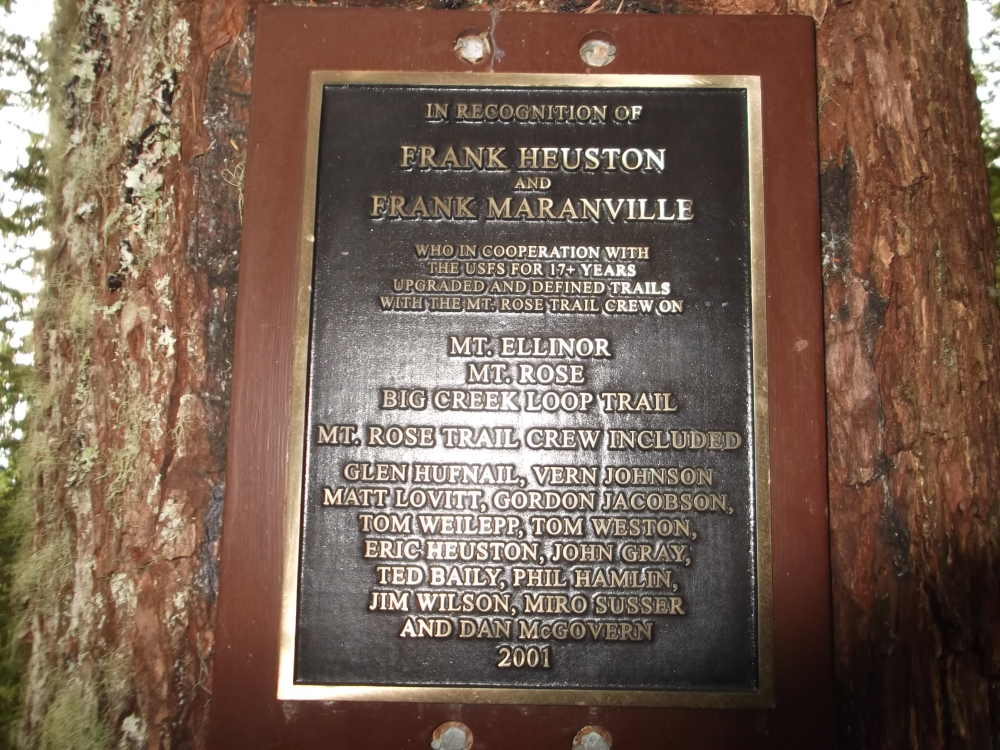 IN RECOGNITION OF
FRANK HEUSTON
AND
FRANK MARANVILLE
WHO IN COOPERATION WITH
THE USFS FOR 17+ YEARS
UPGRADED AND DEFINED TRAILS
WITH THE MT. ROSE TRAIL CREW ON
MT. ELLINOR
MT. ROSE
BIG CREEK LOOP TRAIL
MT. ROSE TRAIL CREW INCLUDED
GLEN HUFNAIL, VERN JOHNSON
MATT LOVITT, GORDON JACOBSON,
TOM WEILEPP, TOM WESTON,
ERIC HEUSTON, JOHN GRAY,
TED BAILY, PHIL HAMLIN,
JIM WILSON, MIRO SUSSER
AND DAN McGOVERN
2001